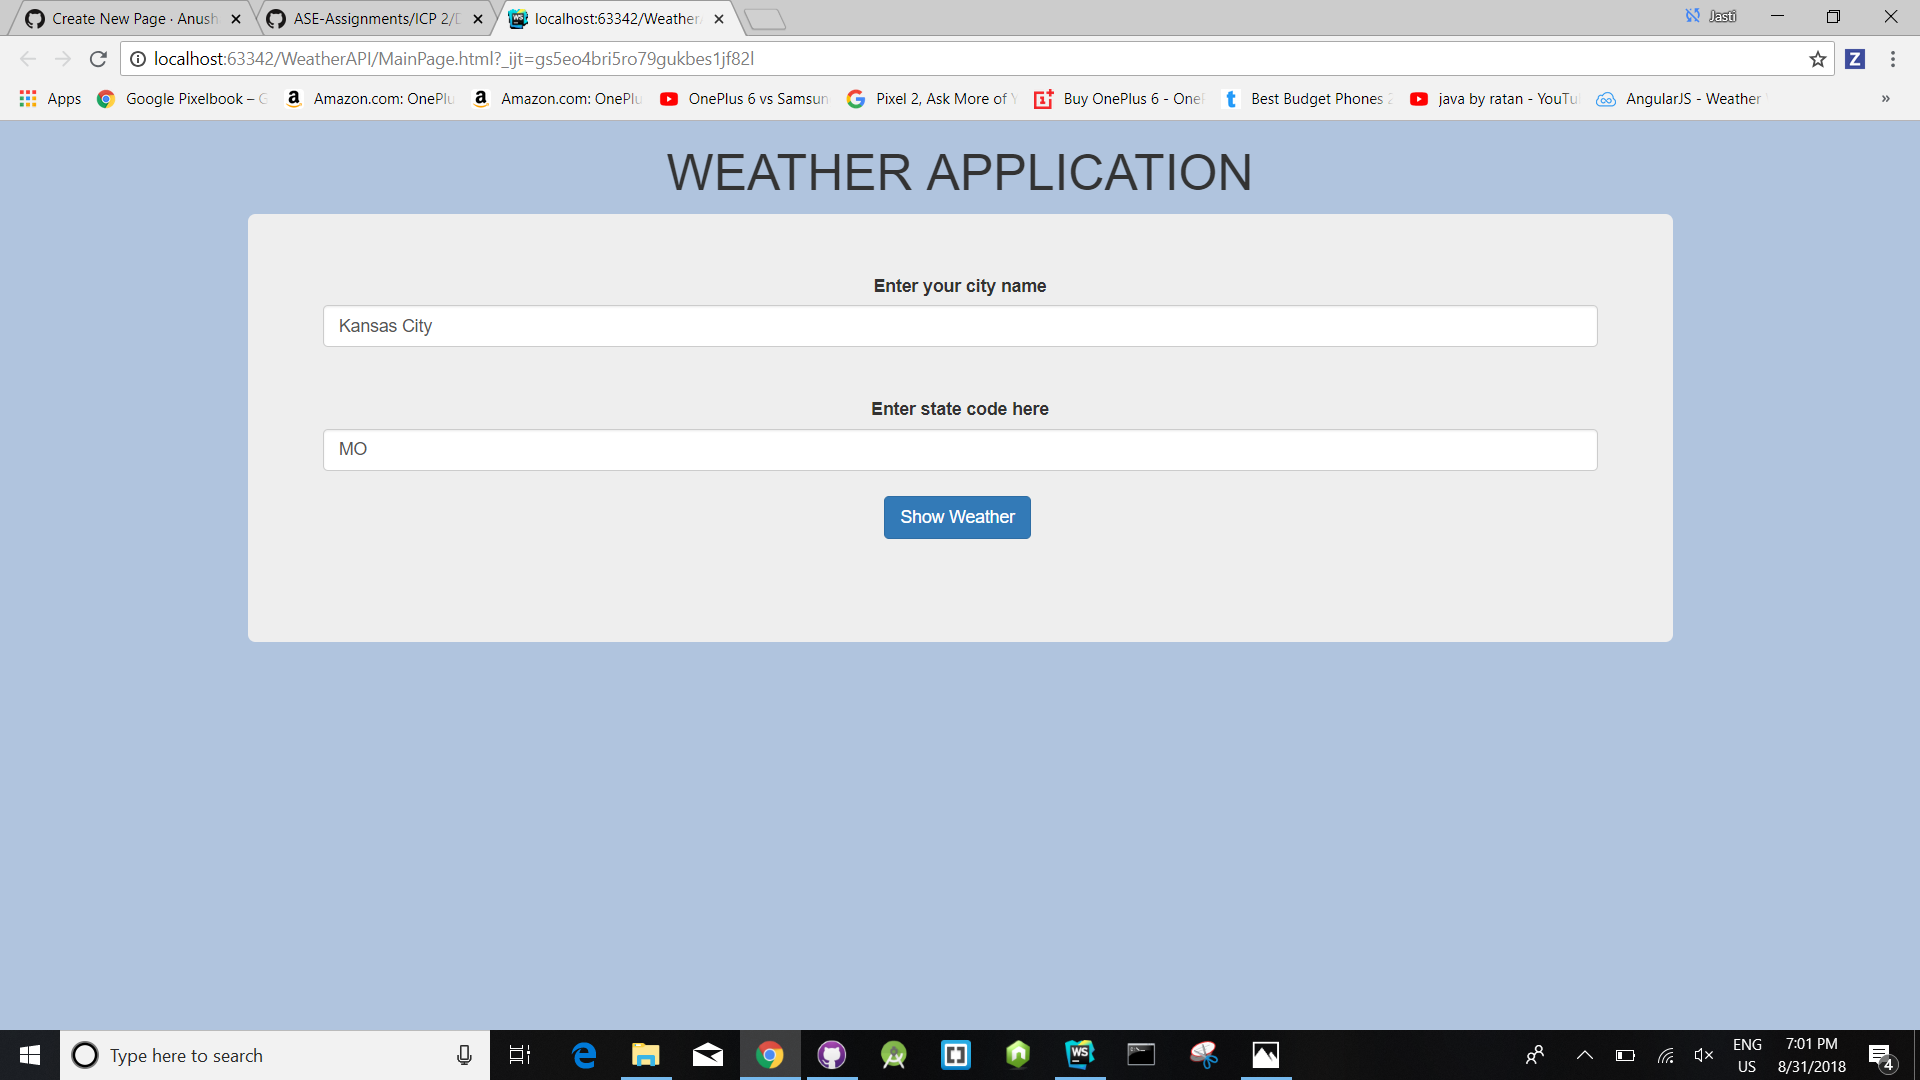 Create New Page · Anush
ASE-Assignments/ICP 2/D
localhost:63342/Weather
Jasti
localhost:63342/WeatherAPI/MainPage.html?_ijt=gs5eo4bri5ro79gukbes1jf82l
Apps
Google Pixelbook – G
Amazon.com: OnePlu
Amazon.com: OnePlu
OnePlus 6 vs Samsun
Pixel 2, Ask More of Y
Buy OnePlus 6 - OneP
Best Budget Phones 2
java by ratan - YouTu
AngularJS - Weather
»
Z
WEATHER APPLICATION
Enter your city name
Kansas City
Enter state code here
MO
Show Weather
Type here to search
WS
ENG
US
7:01 PM
8/31/2018
4